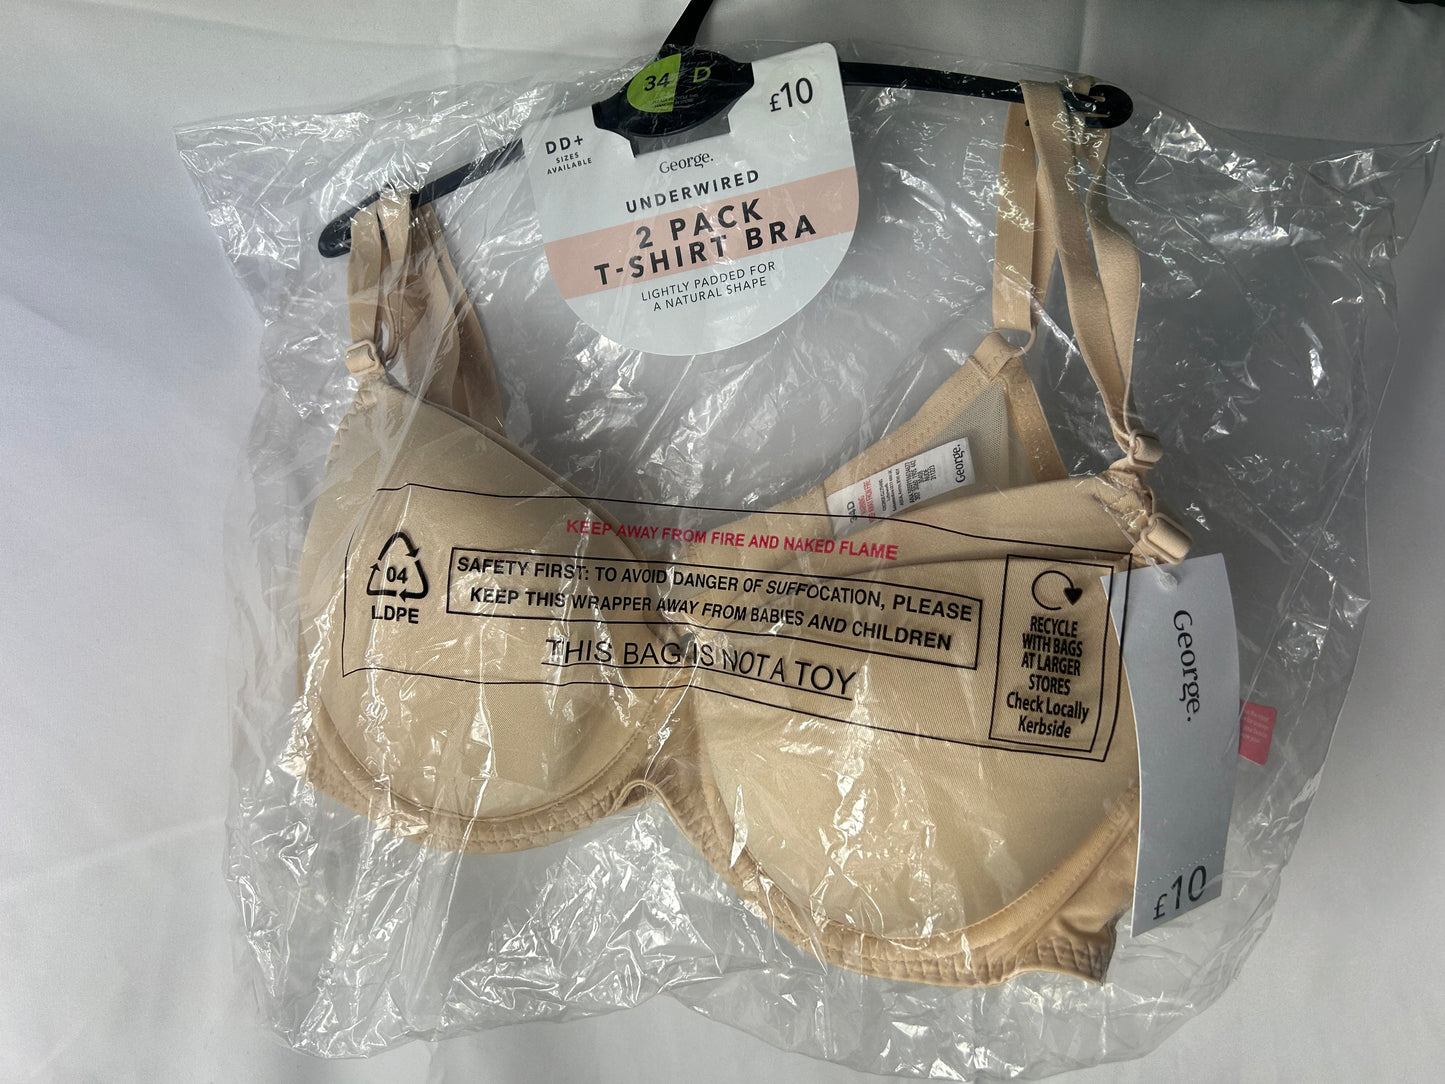 34 D
£10
DD+
SIZES
AVAILABLE
George.
UNDERWIRED
2 PACK
T-SHIRT BRA
LIGHTLY PADDED FOR
A NATURAL SHAPE
George.
34D
KEEP AWAY FROM FIRE AND NAKED FLAME
04
LDPE
SAFETY FIRST: TO AVOID DANGER OF SUFFOCATION, PLEASE
KEEP THIS WRAPPER AWAY FROM BABIES AND CHILDREN
THIS BAG IS NOT A TOY
RECYCLE
WITH BAGS
AT LARGER
STORES
Check Locally
Kerbside
George.
£10